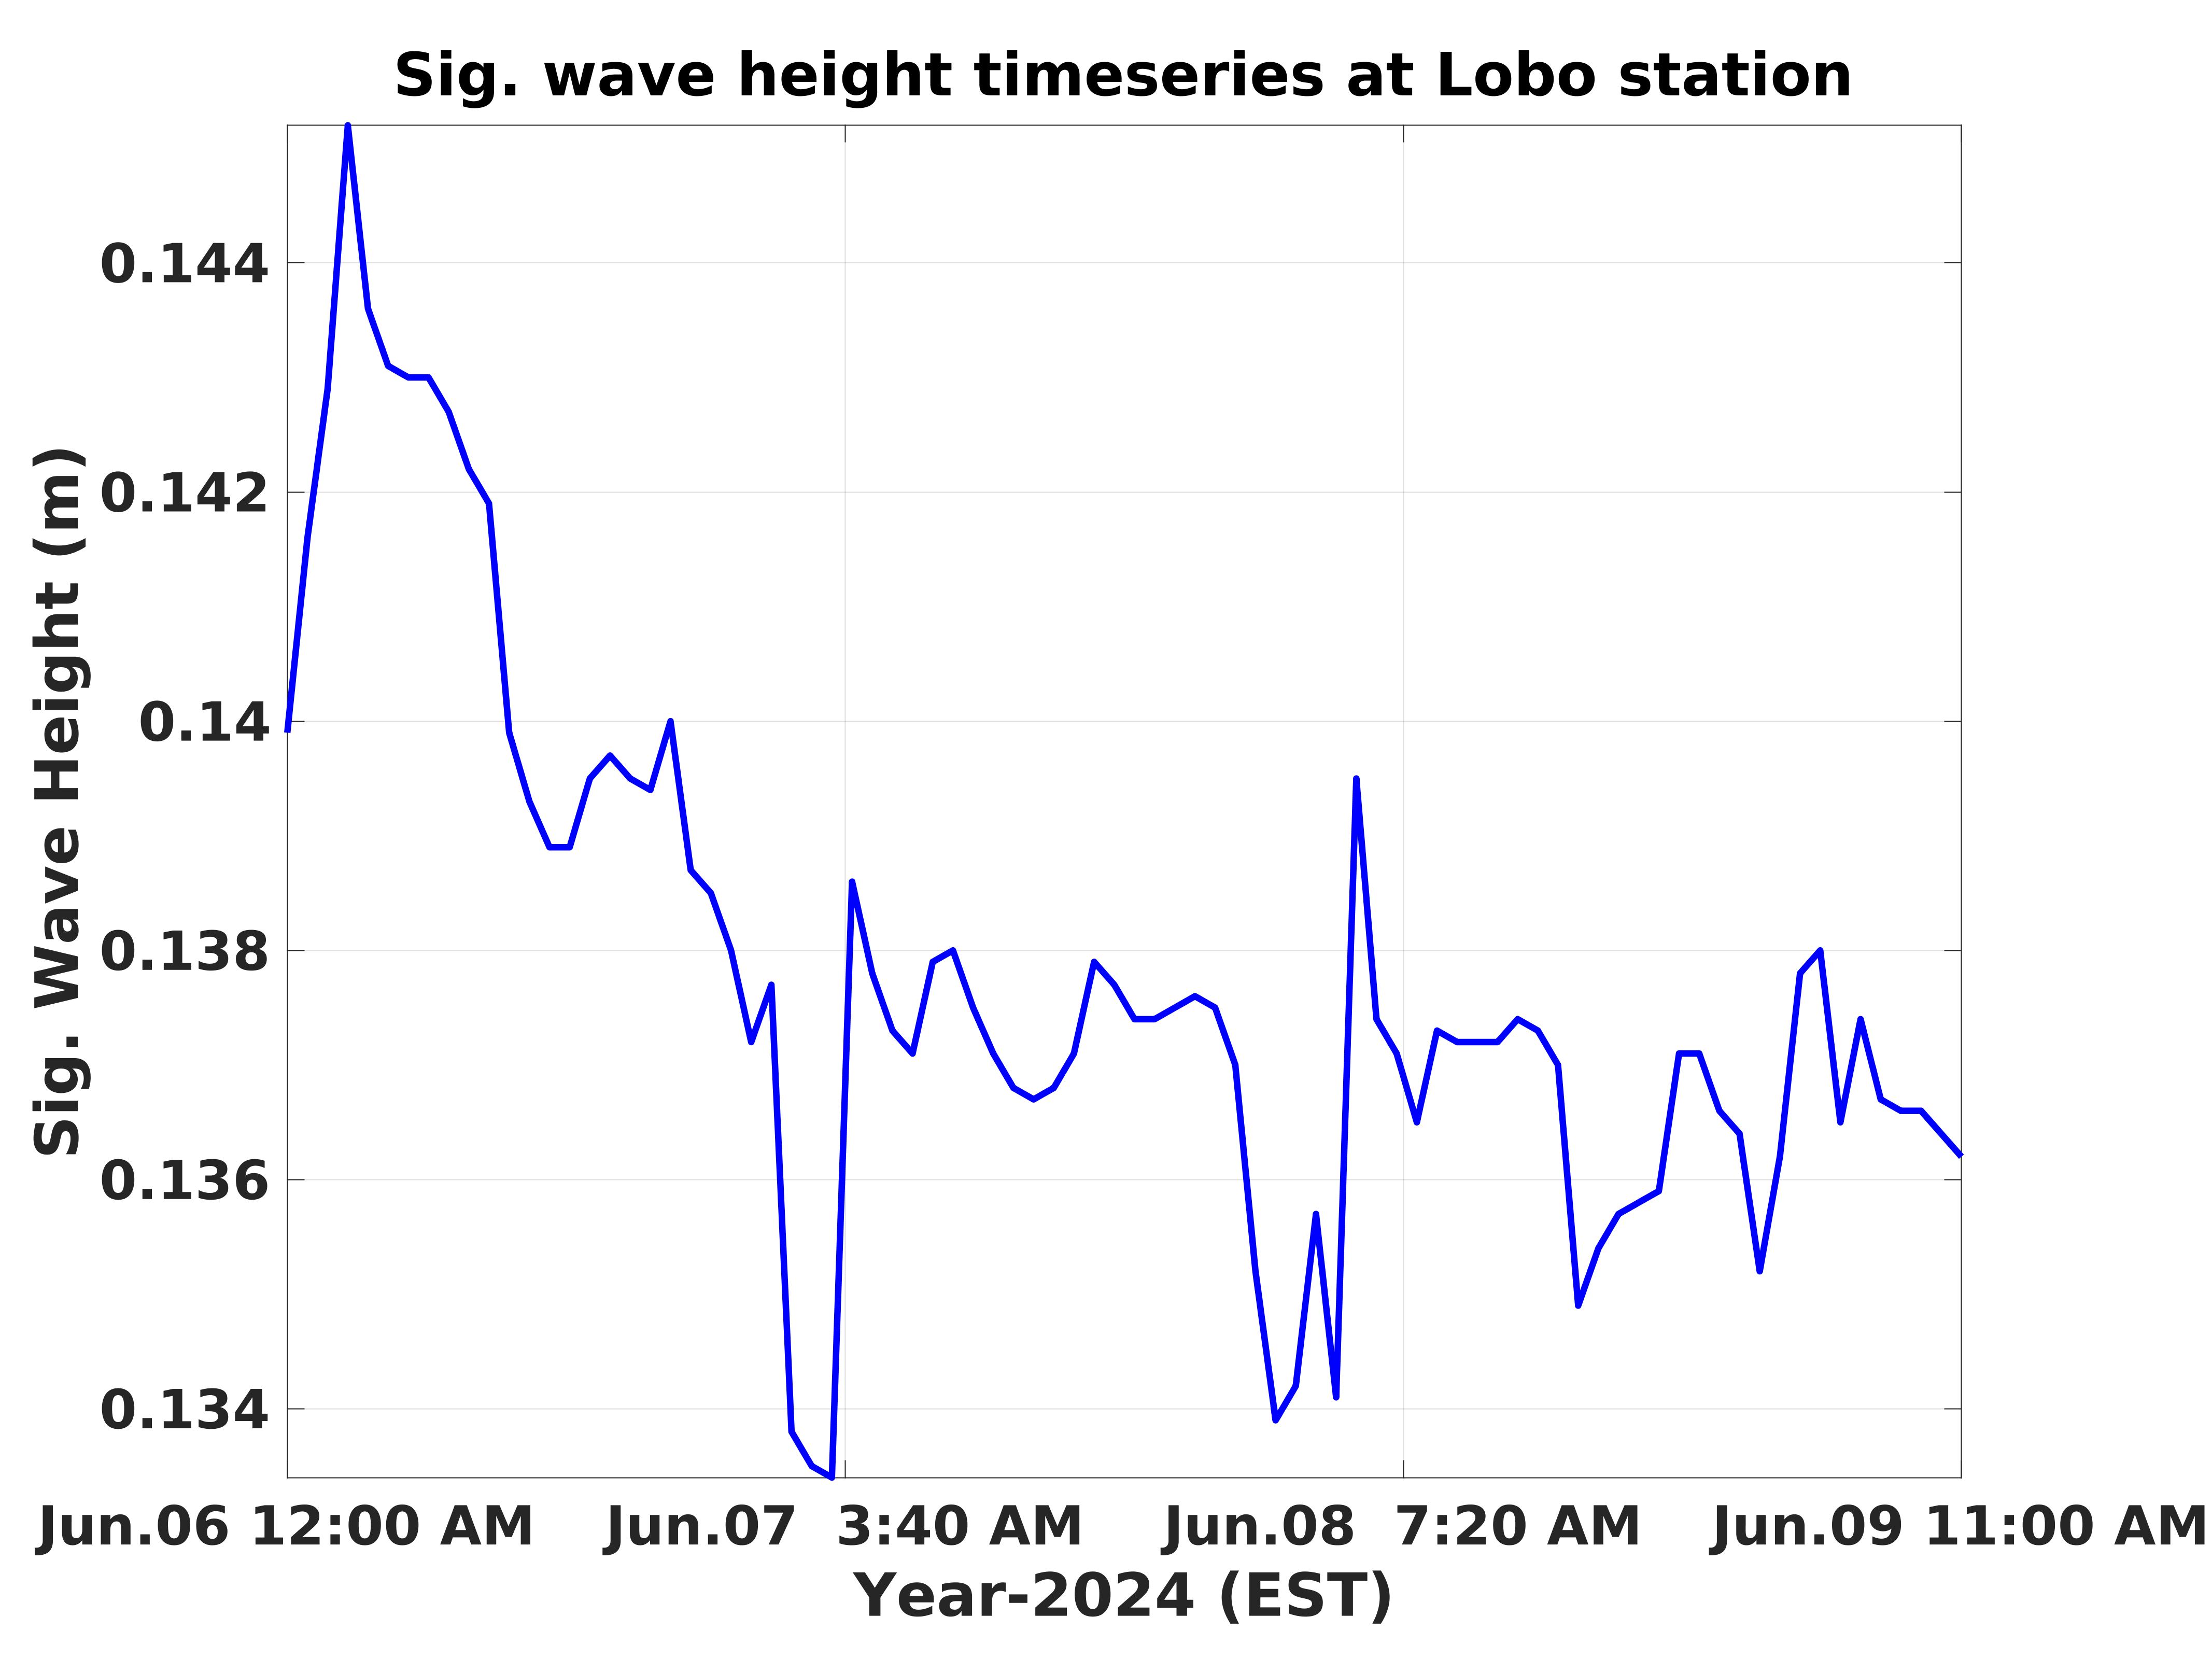 Sig. wave height timeseries at Lobo station
Sig. Wave Height (m)
0.144
0.142
0.14
0.138
0.136
0.134
Jun.06 12:00 AM Jun.07 3:40 AM Jun.08 7:20 AM Jun.09 11:00 AM
Year-2024 (EST)